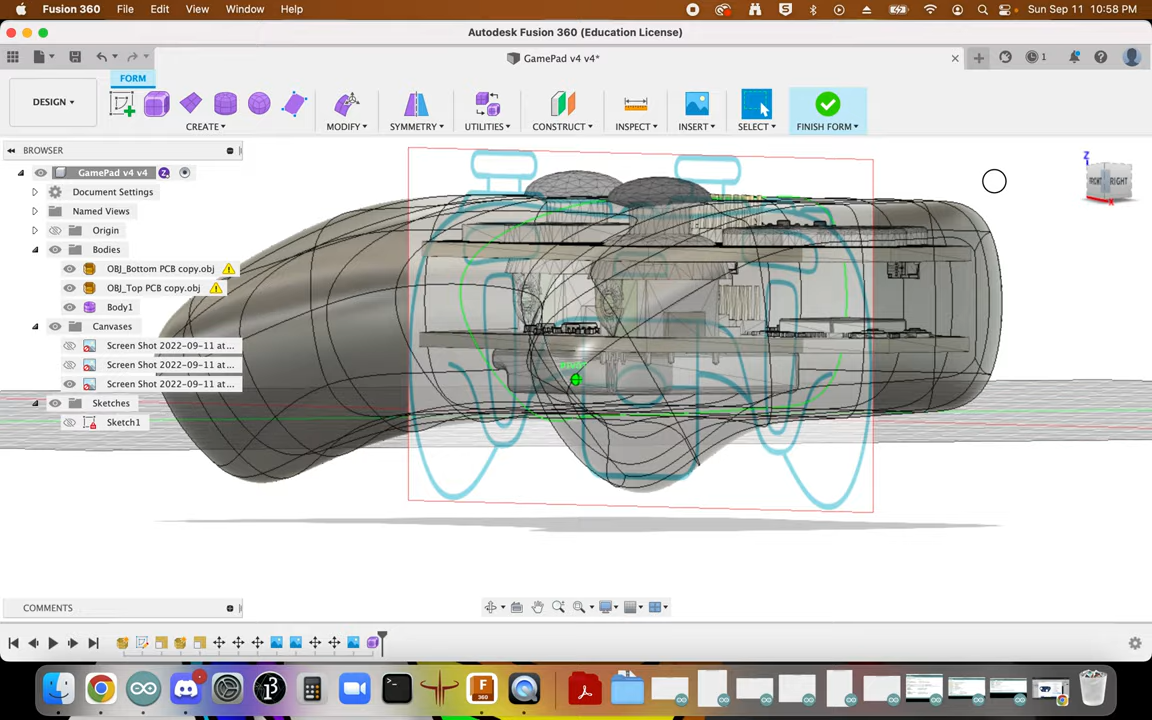 Fusion 360 File Edit View Window Help Sun Sep 11 10:58 PM
Autodesk Fusion 360 (Education License)
GamePad v4 v4* 1
FORM
DESIGN
CREATE MODIFY SYMMETRY UTILITIES CONSTRUCT INSPECT INSERT SELECT FINISH FORM
BROWSER
GamePad v4 v4
Document Settings
Named Views
Origin
Bodies
OBJ_Bottom PCB copy.obj
OBJ_Top PCB copy.obj
Body1
Canvases
Screen Shot 2022-09-11 at...
Screen Shot 2022-09-11 at...
Screen Shot 2022-09-11 at...
Sketches
Sketch1
Z
FRONT RIGHT
X
COMMENTS